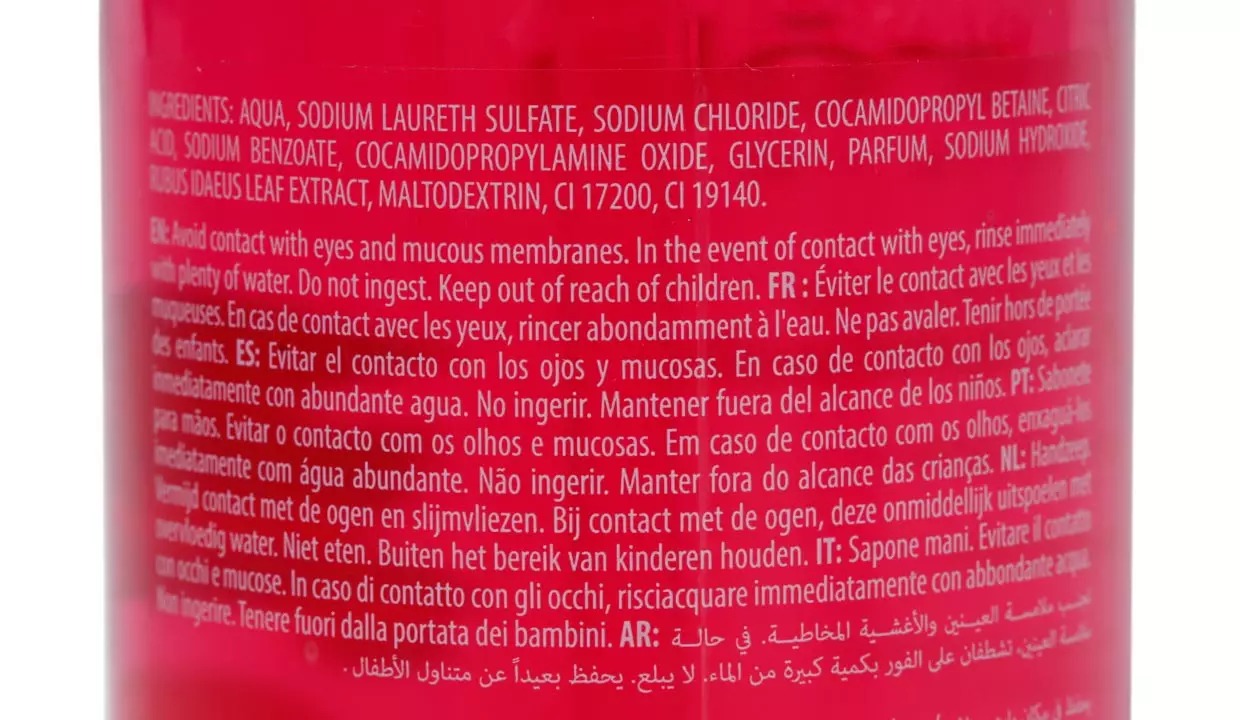 INGREDIENTS: AQUA, SODIUM LAURETH SULFATE, SODIUM CHLORIDE, COCAMIDOPROPYL BETAINE, CITRIC
ACID, SODIUM BENZOATE, COCAMIDOPROPYLAMINE OXIDE, GLYCERIN, PARFUM, SODIUM HYDROXIDE,
RUBUS IDAEUS LEAF EXTRACT, MALTODEXTRIN, CI 17200, CI 19140.
EN: Avoid contact with eyes and mucous membranes. In the event of contact with eyes, rinse immediately
with plenty of water. Do not ingest. Keep out of reach of children. FR : Éviter le contact avec les yeux et les
muqueuses. En cas de contact avec les yeux, rincer abondamment à l'eau. Ne pas avaler. Tenir hors de portée
des enfants. ES: Evitar el contacto con los ojos y mucosas. En caso de contacto con los ojos, aclarar
inmediatamente con abundante agua. No ingerir. Mantener fuera del alcance de los niños. PT: Sabonete
para mãos. Evitar o contacto com os olhos e mucosas. Em caso de contacto com os olhos, enxaguá-los
imediatamente com água abundante. Não ingerir. Manter fora do alcance das crianças. NL: Handzeep.
Vermijd contact met de ogen en slijmvliezen. Bij contact met de ogen, deze onmiddellijk uitspoelen met
overvloedig water. Niet eten. Buiten het bereik van kinderen houden. IT: Sapone mani. Evitare il contatto
con occhi e mucose. In caso di contatto con gli occhi, risciacquare immediatamente con abbondante acqua.
Non ingerire. Tenere fuori dalla portata dei bambini. AR: تجنب ملامسة العينين والأغشية المخاطية. في حالة
ملامسة العينين، تشطفان على الفور بكمية كبيرة من الماء. لا يبلع. يحفظ بعيداً عن متناول الأطفال.